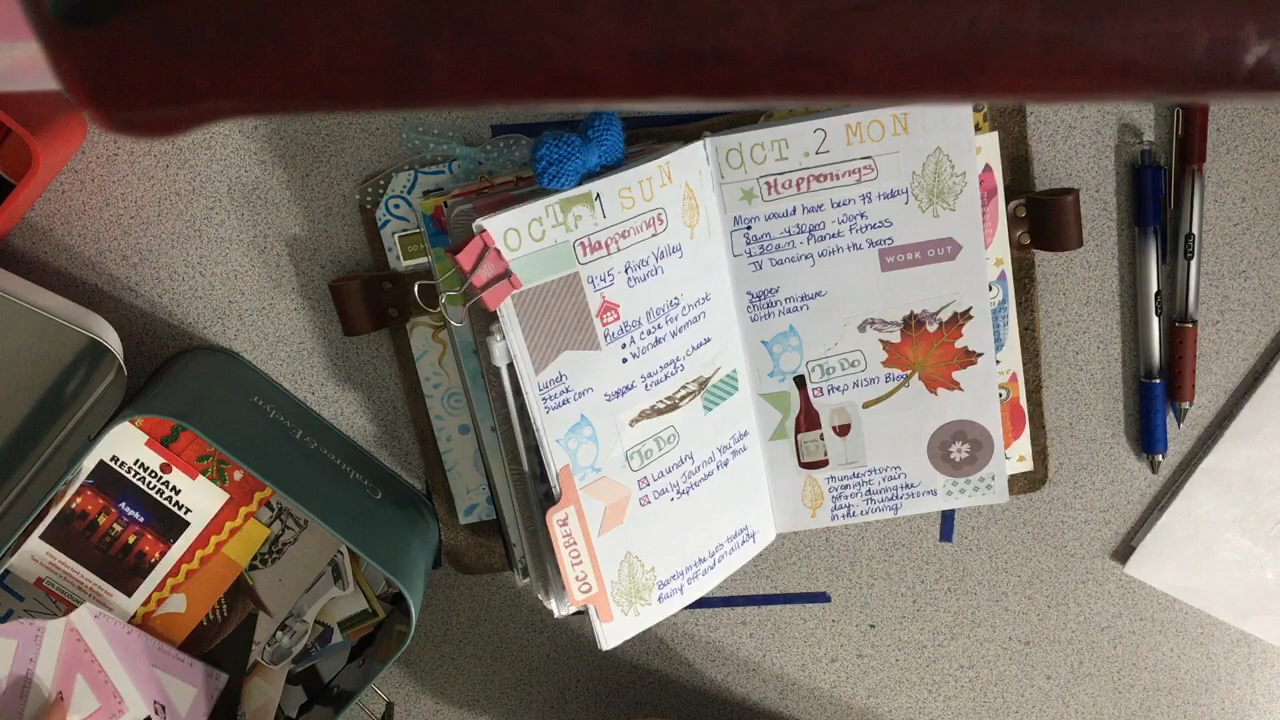 OCT. 1 SUN
Happenings
9:45 - River Valley
Church
RedBox Movies:
• A Case For Christ
• Wonder Woman
Lunch
Steak
Sweet corn
Supper Sausage, cheese
crackers
To Do
Laundry
Daily Journal YouTube
• September Flip Thru
OCTOBER
Barely in the 60s today.
Rainy off and on all day.
OCT. 2 MON
Happenings
Mom would have been 78 today
8am. - 4:30pm - Work
4:30am. - Planet Fitness
JV Dancing With the Stars
WORK OUT
Supper
Chicken mixture
With Naan
To Do
Prep NISM Blog
Thunderstorm
overnight, rain
off & on during the
day. Thunderstorms
in the evening.
INDIAN
RESTAURANT
Aapka
Crabtree & Evelyn